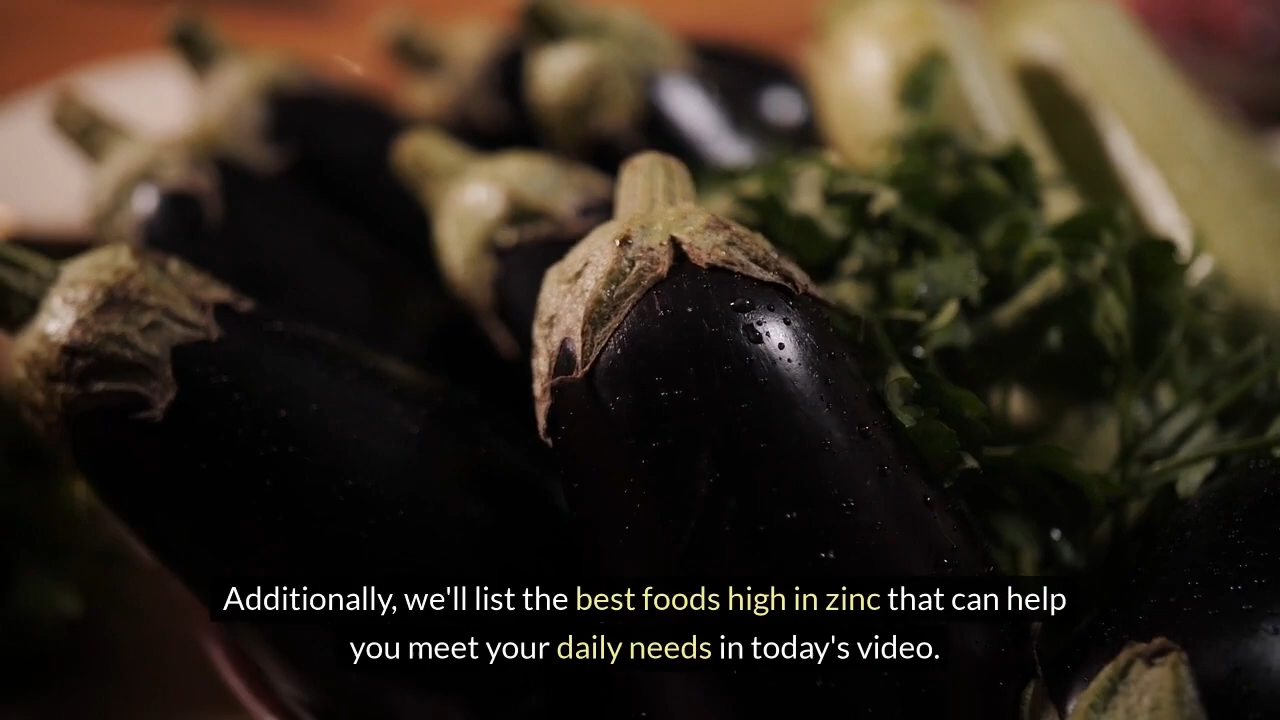 Additionally, we'll list the best foods high in zinc that can help
you meet your daily needs in today's video.